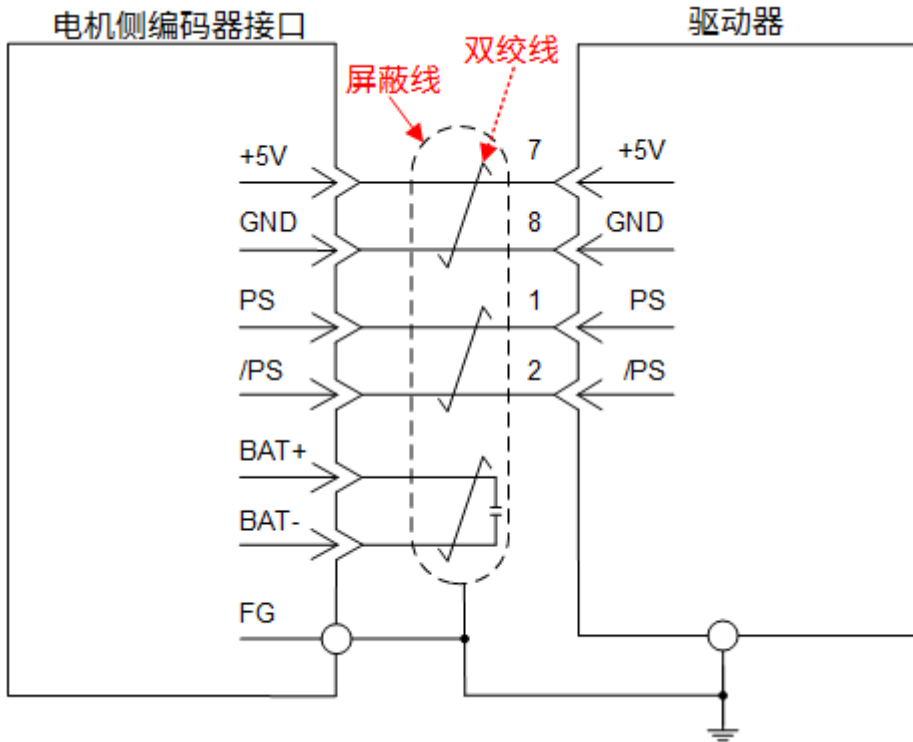 电机侧编码器接口
驱动器
双绞线
屏蔽线
+5V 7 +5V
GND 8 GND
PS 1 PS
/PS 2 /PS
BAT+
BAT-
FG